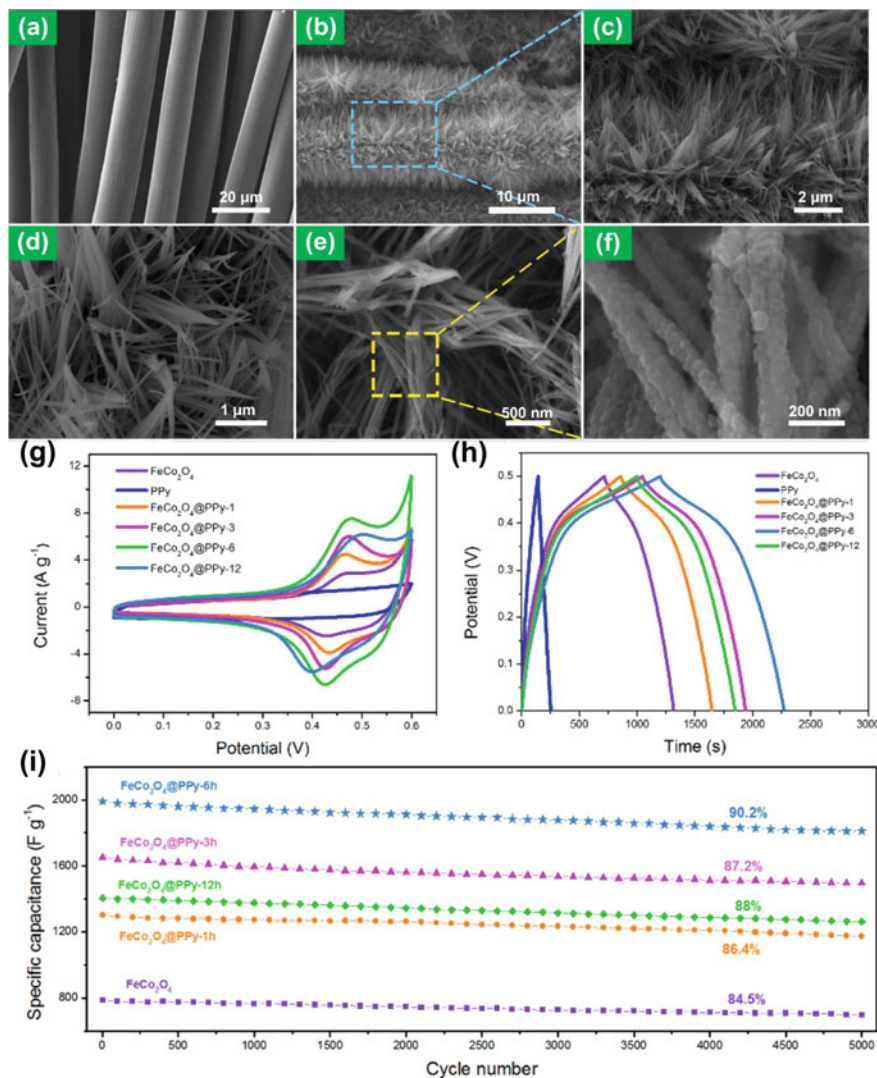 (a)
20 µm
(b)
10 µm
(c)
2 µm
(d)
1 µm
(e)
500 nm
(f)
200 nm
(g)
12
8
4
0
-4
-8
Current (A g⁻¹)
FeCo₂O₄
PPy
FeCo₂O₄@PPy-1
FeCo₂O₄@PPy-3
FeCo₂O₄@PPy-6
FeCo₂O₄@PPy-12
0.0 0.1 0.2 0.3 0.4 0.5 0.6
Potential (V)
(h)
0.5
0.4
0.3
0.2
0.1
0.0
Potential (V)
FeCo₂O₄
PPy
FeCo₂O₄@PPy-1
FeCo₂O₄@PPy-3
FeCo₂O₄@PPy-6
FeCo₂O₄@PPy-12
0 500 1000 1500 2000 2500 3000
Time (s)
(i)
Specific capacitance (F g⁻¹)
2000
1600
1200
800
FeCo₂O₄@PPy-6h
90.2%
FeCo₂O₄@PPy-3h
87.2%
FeCo₂O₄@PPy-12h
88%
FeCo₂O₄@PPy-1h
86.4%
FeCo₂O₄
84.5%
0 500 1000 1500 2000 2500 3000 3500 4000 4500 5000
Cycle number